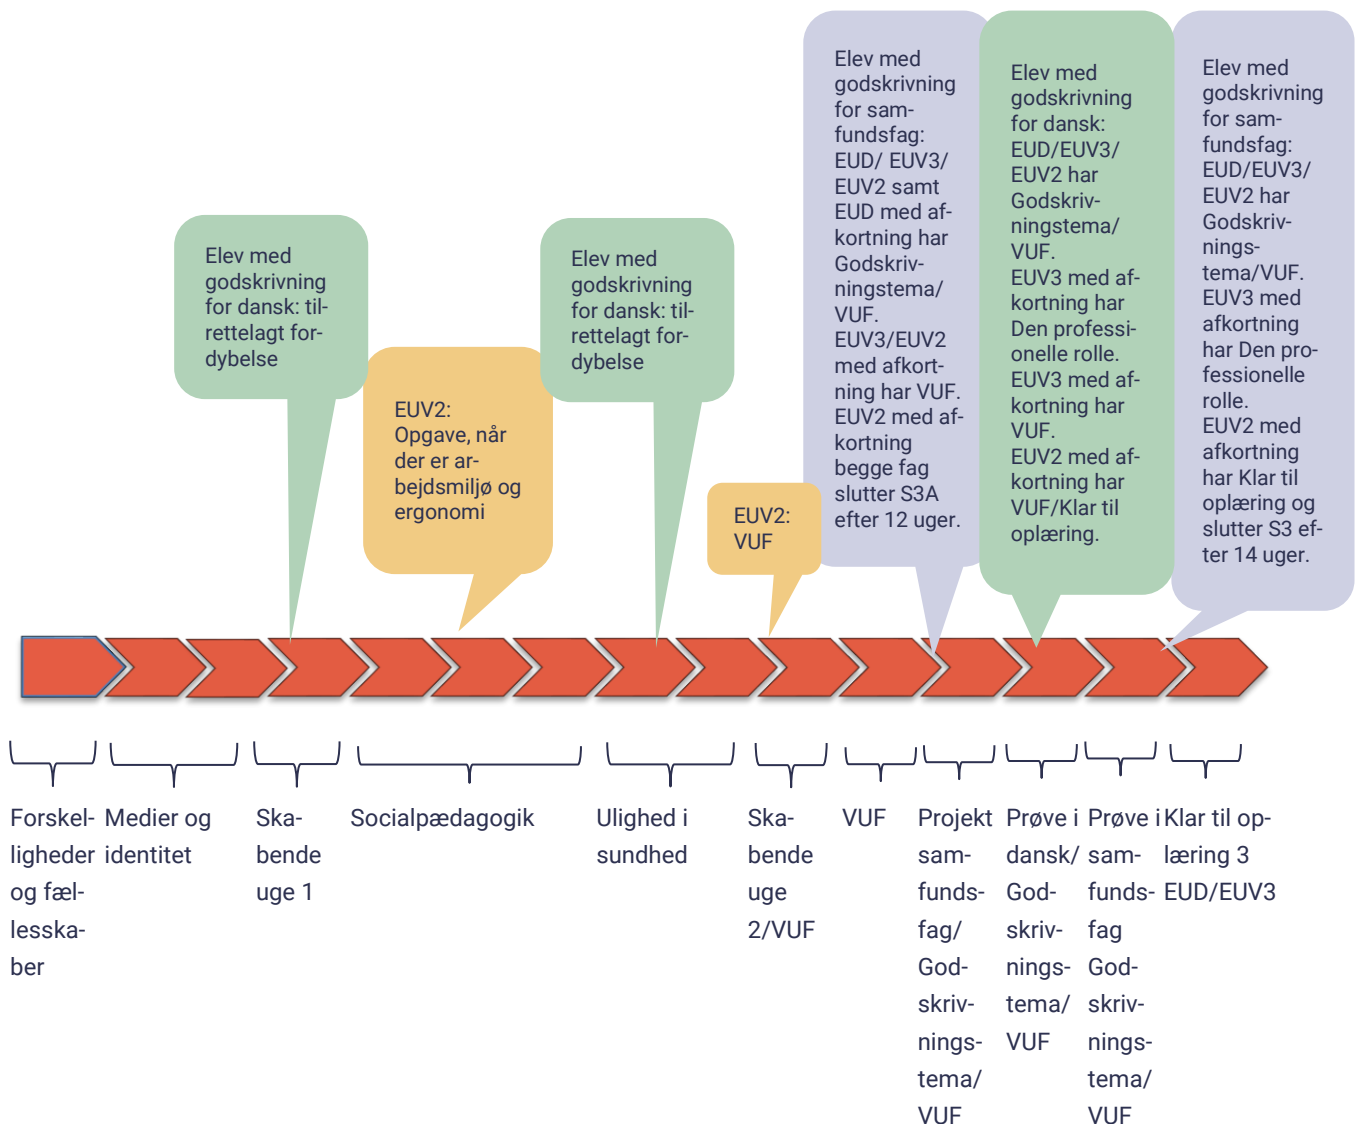 Elev med
godskrivning
for dansk: til-
rettelagt for-
dybelse
EUV2:
Opgave, når
der er ar-
bejdsmiljø og
ergonomi
Elev med
godskrivning
for dansk: til-
rettelagt for-
dybelse
EUV2:
VUF
Elev med
godskrivning
for sam-
fundsfag:
EUD/ EUV3/
EUV2 samt
EUD med af-
kortning har
Godskriv-
ningstema/
VUF.
EUV3/EUV2
med afkort-
ning har VUF.
EUV2 med af-
kortning
begge fag
slutter S3A
efter 12 uger.
Elev med
godskrivning
for dansk:
EUD/EUV3/
EUV2 har
Godskriv-
ningstema/
VUF.
EUV3 med af-
kortning har
Den professi-
onelle rolle.
EUV3 med af-
kortning har
VUF.
EUV2 med af-
kortning har
VUF/Klar til
oplæring.
Elev med
godskrivning
for sam-
fundsfag:
EUD/EUV3/
EUV2 har
Godskriv-
nings-
tema/VUF.
EUV3 med
afkortning
har Den pro-
fessionelle
rolle.
EUV2 med
afkortning
har Klar til
oplæring og
slutter S3 ef-
ter 14 uger.
Forskel-
ligheder
og fæl-
lesska-
ber
Medier og
identitet
Ska-
bende
uge 1
Socialpædagogik
Ulighed i
sundhed
Ska-
bende
uge
2/VUF
VUF
Projekt
sam-
funds-
fag/
God-
skriv-
nings-
tema/
VUF
Prøve i
dansk/
God-
skriv-
nings-
tema/
VUF
Prøve i
sam-
funds-
fag
God-
skriv-
nings-
tema/
VUF
Klar til op-
læring 3
EUD/EUV3